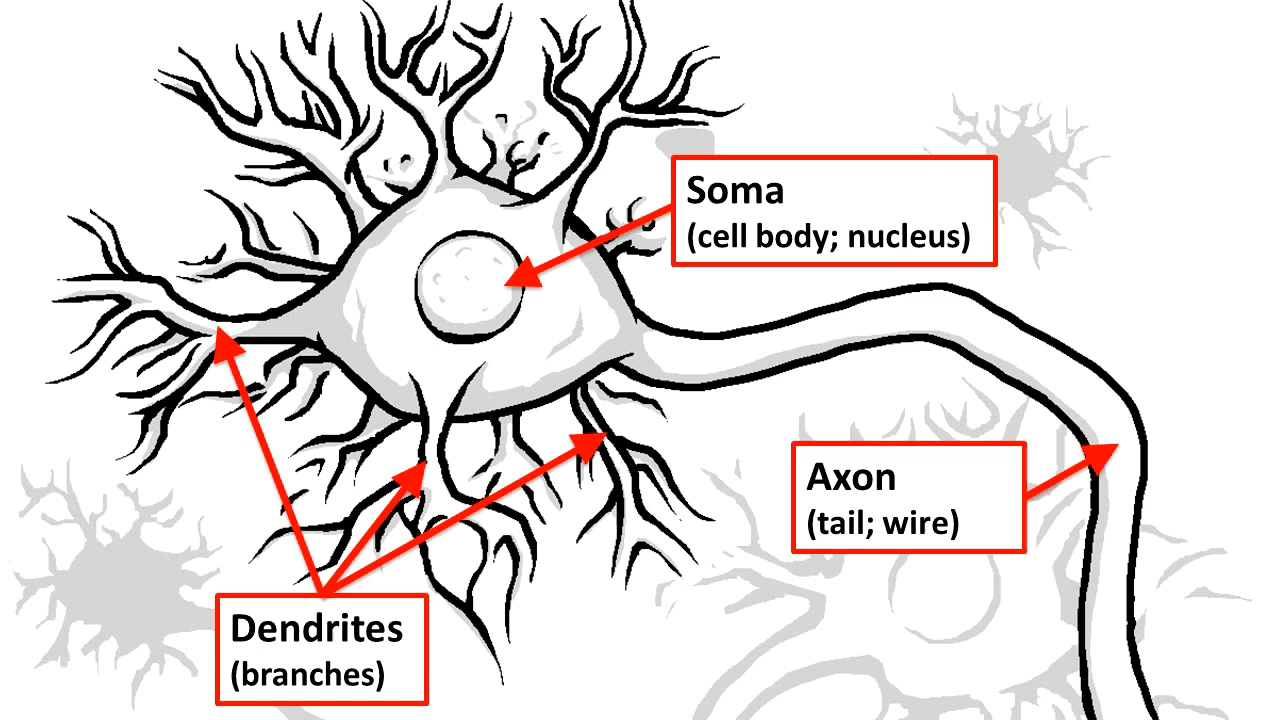 Soma
(cell body; nucleus)
Axon
(tail; wire)
Dendrites
(branches)